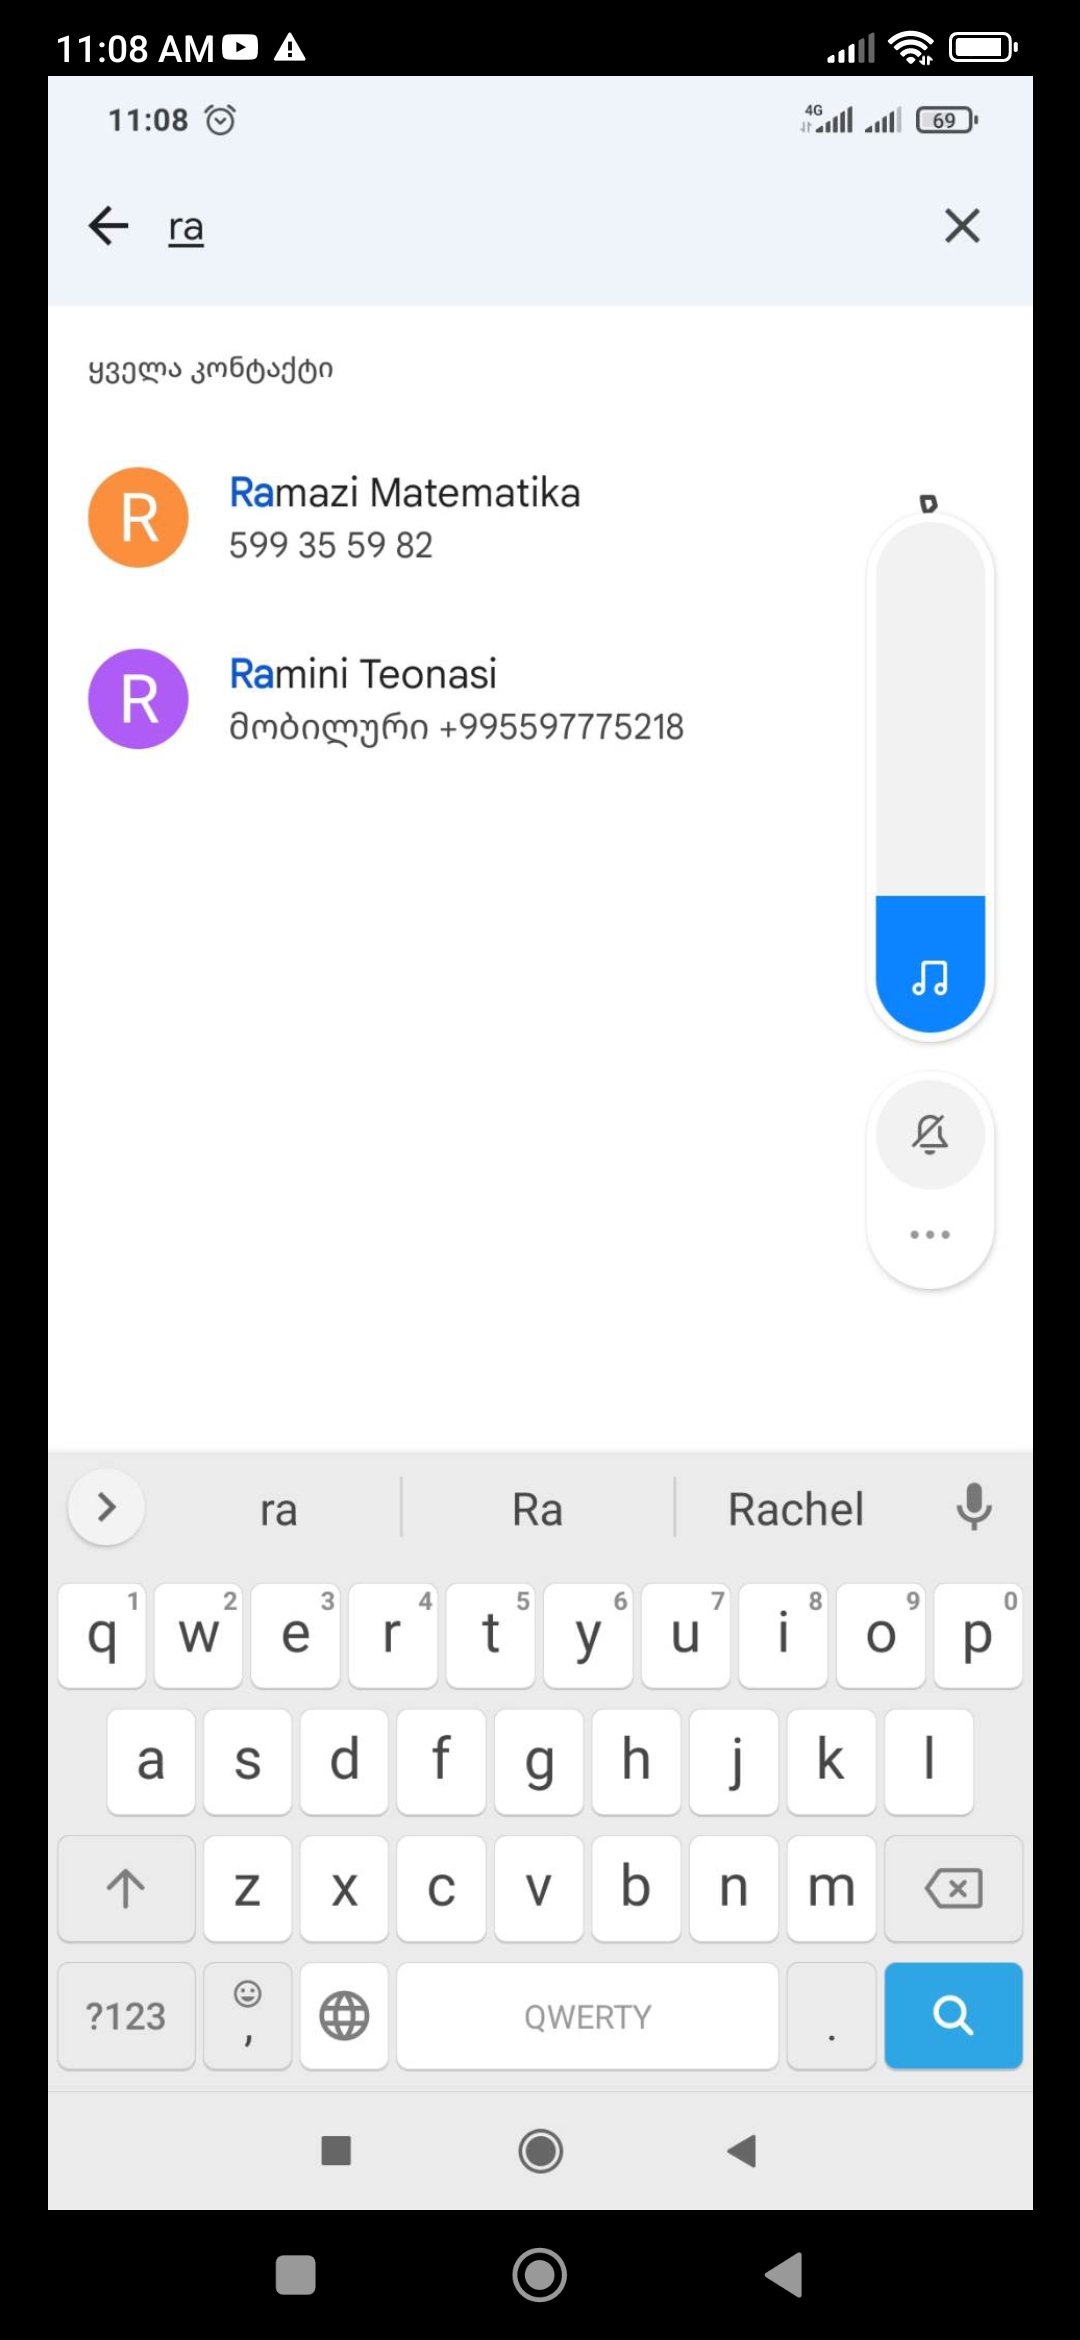 11:08 AM
11:08
4G
69
ra
ყველა კონტაქტი
R
Ramazi Matematika
599 35 59 82
R
Ramini Teonasi
მობილური +995597775218
ra Ra Rachel
1 2 3 4 5 6 7 8 9 0
q w e r t y u i o p
a s d f g h j k l
z x c v b n m
?123 , QWERTY .